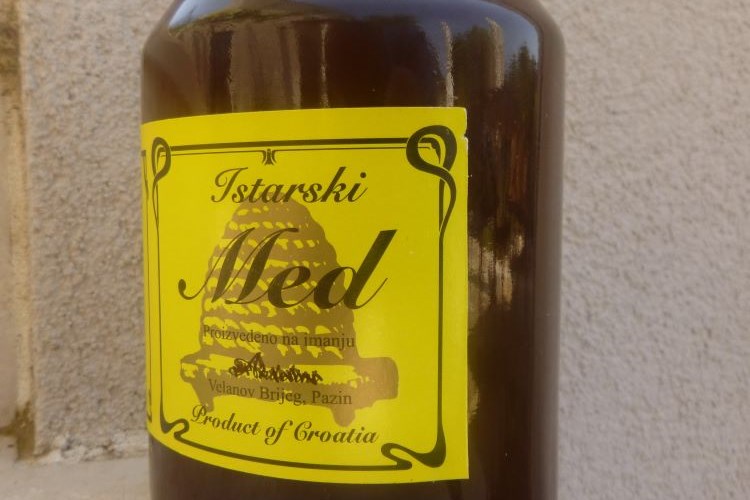 Istarski
Med
Proizvedeno na imanju
Velanov Brijeg, Pazin
Product of Croatia